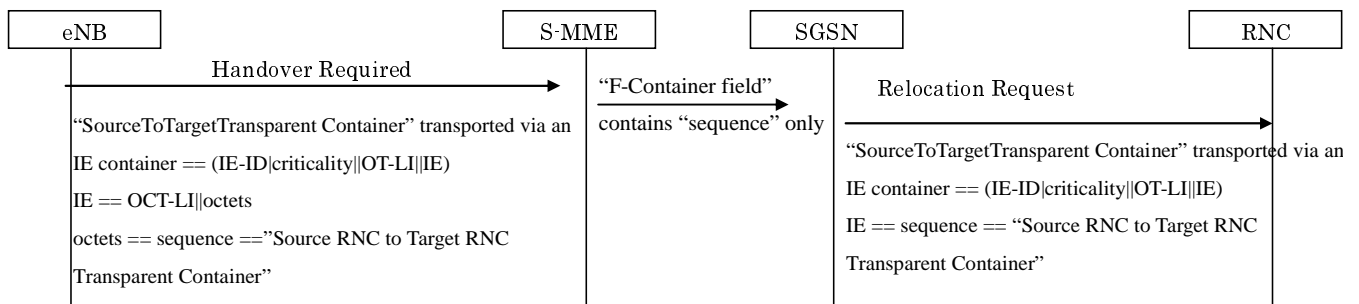 eNB
S-MME
SGSN
RNC
Handover Required
“F-Container field”
contains “sequence” only
Relocation Request
“SourceToTargetTransparent Container” transported via an
IE container == (IE-ID|criticality||OT-LI||IE)
IE == OCT-LI||octets
octets == sequence ==”Source RNC to Target RNC
Transparent Container”
“SourceToTargetTransparent Container” transported via an
IE container == (IE-ID|criticality||OT-LI||IE)
IE == sequence == “Source RNC to Target RNC
Transparent Container”